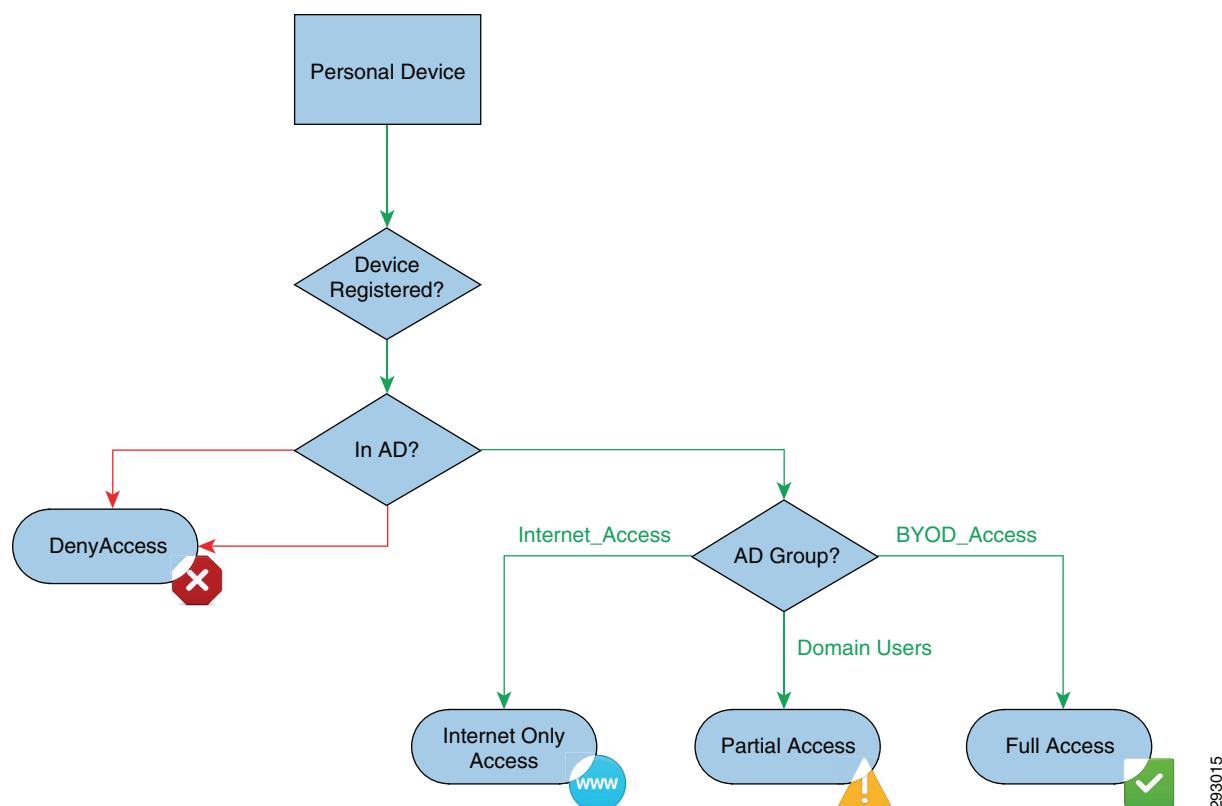 Personal Device
Device
Registered?
In AD?
DenyAccess
Internet_Access
AD Group?
BYOD_Access
Domain Users
Internet Only
Access
www
Partial Access
Full Access
293015